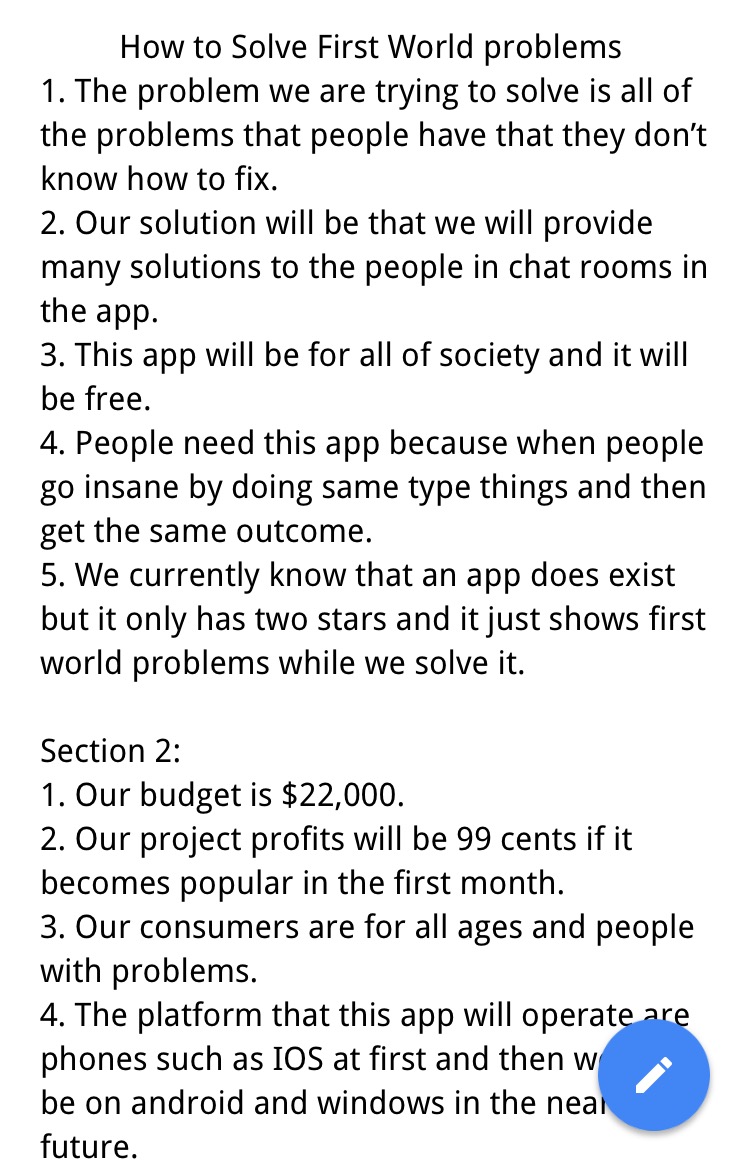 How to Solve First World problems
1. The problem we are trying to solve is all of
the problems that people have that they don’t
know how to fix.
2. Our solution will be that we will provide
many solutions to the people in chat rooms in
the app.
3. This app will be for all of society and it will
be free.
4. People need this app because when people
go insane by doing same type things and then
get the same outcome.
5. We currently know that an app does exist
but it only has two stars and it just shows first
world problems while we solve it.
Section 2:
1. Our budget is $22,000.
2. Our project profits will be 99 cents if it
becomes popular in the first month.
3. Our consumers are for all ages and people
with problems.
4. The platform that this app will operate are
phones such as IOS at first and then
be on android and windows in the near
future.